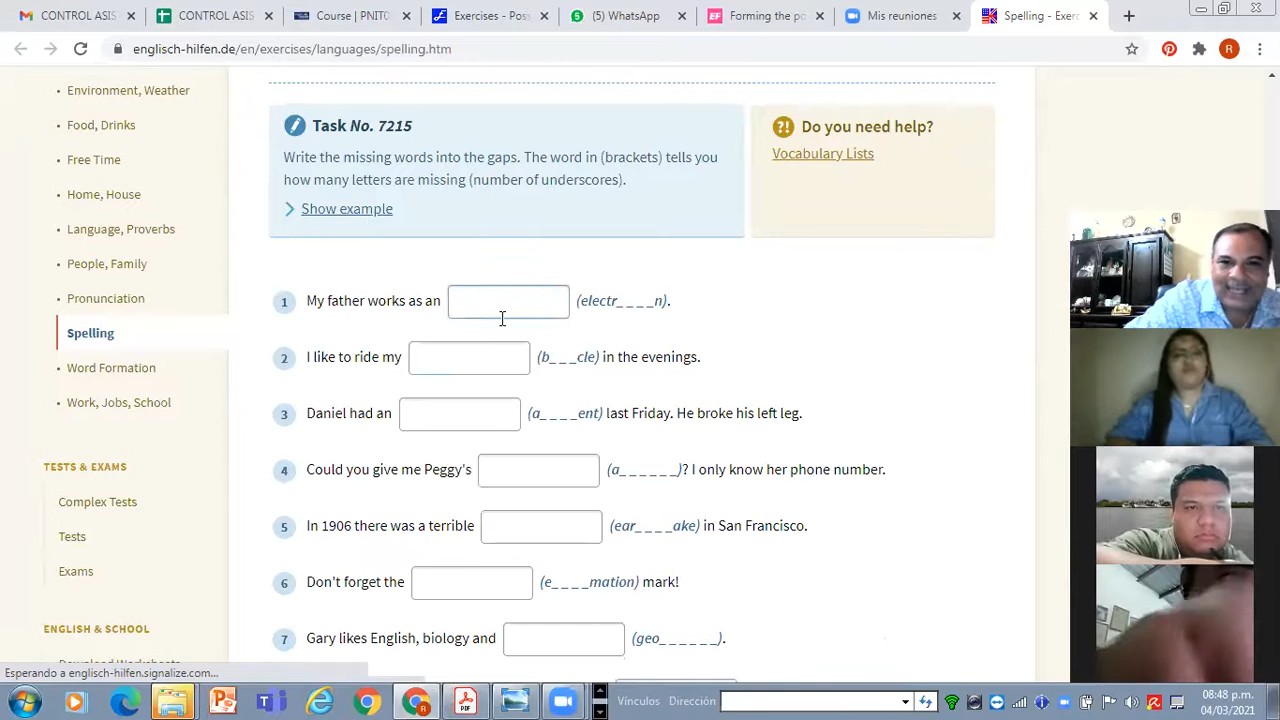 CONTROL ASIS
CONTROL ASIS
Course | PNITC
Exercises - Poss
(5) WhatsApp
Forming the po
Mis reuniones
Spelling - Exerc
englisch-hilfen.de/en/exercises/languages/spelling.htm
R
Environment, Weather
Food, Drinks
Free Time
Home, House
Language, Proverbs
People, Family
Pronunciation
Spelling
Word Formation
Work, Jobs, School
TESTS & EXAMS
Complex Tests
Tests
Exams
ENGLISH & SCHOOL
Task No. 7215
Write the missing words into the gaps. The word in (brackets) tells you
how many letters are missing (number of underscores).
Show example
Do you need help?
Vocabulary Lists
1 My father works as an (electr_ _ _ _n).
2 I like to ride my (b_ _ _cle) in the evenings.
3 Daniel had an (a_ _ _ _ent) last Friday. He broke his left leg.
4 Could you give me Peggy's (a_ _ _ _ _ _)? I only know her phone number.
5 In 1906 there was a terrible (ear_ _ _ _ake) in San Francisco.
6 Don't forget the (e_ _ _ _mation) mark!
7 Gary likes English, biology and (geo_ _ _ _ _ _).
Esperando a englisch-hilfen.signalize.com...
Vínculos Dirección
08:48 p.m.
04/03/2021